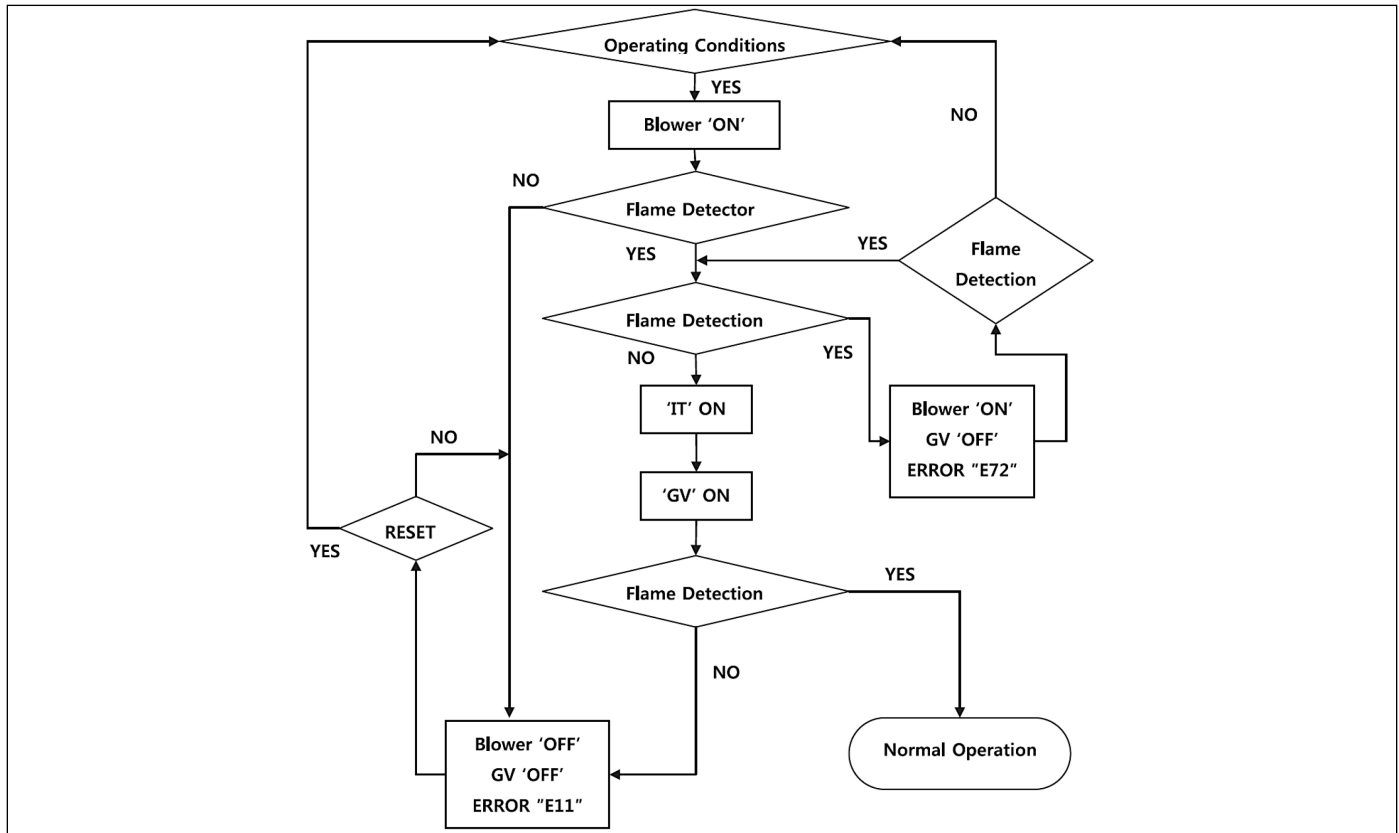 Operating Conditions
YES
NO
Blower 'ON'
NO
Flame Detector
YES
YES
Flame
Detection
Flame Detection
YES
NO
'IT' ON
Blower 'ON'
GV 'OFF'
ERROR "E72"
NO
'GV' ON
RESET
YES
Flame Detection
YES
NO
Blower 'OFF'
GV 'OFF'
ERROR "E11"
Normal Operation